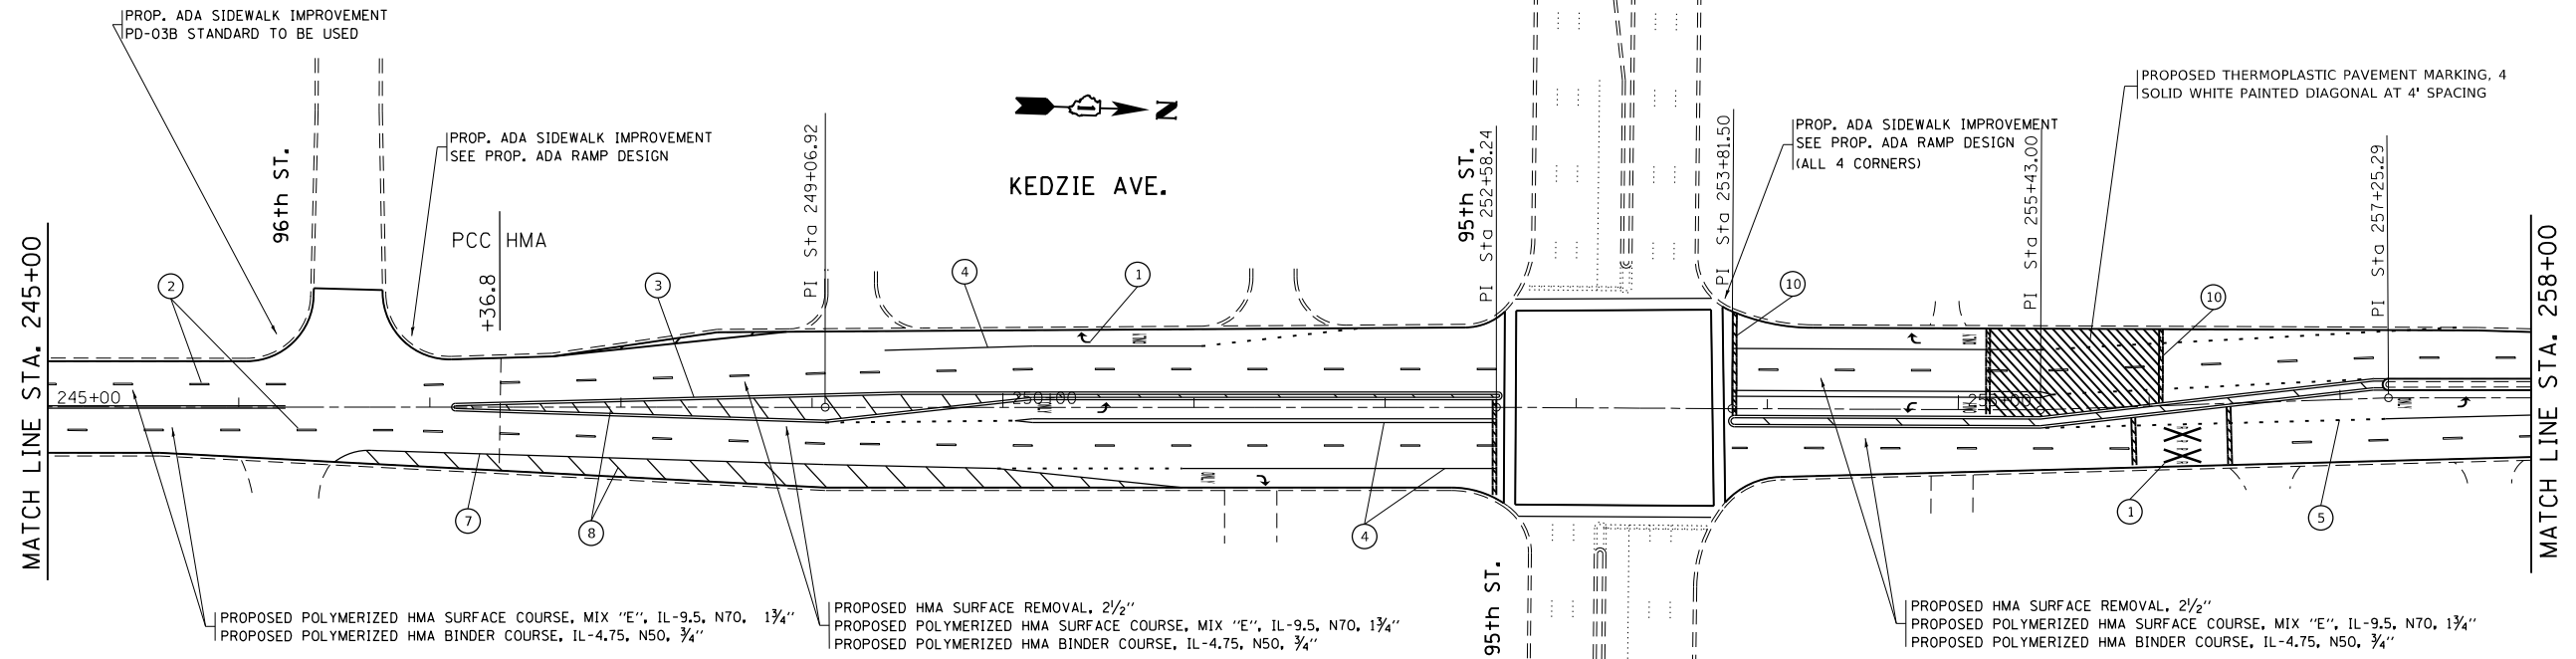 PROP. ADA SIDEWALK IMPROVEMENT
PD-03B STANDARD TO BE USED
PROP. ADA SIDEWALK IMPROVEMENT
SEE PROP. ADA RAMP DESIGN
96th ST.
PCC HMA
+36.8
PI Sta 249+06.92
N
KEDZIE AVE.
95th ST.
PI Sta 252+58.24
PI Sta 253+81.50
PROP. ADA SIDEWALK IMPROVEMENT
SEE PROP. ADA RAMP DESIGN
(ALL 4 CORNERS)
PI Sta 255+43.00
PROPOSED THERMOPLASTIC PAVEMENT MARKING, 4
SOLID WHITE PAINTED DIAGONAL AT 4' SPACING
PI Sta 257+25.29
MATCH LINE STA. 245+00
MATCH LINE STA. 258+00
2
3
4
1
10
10
245+00
250+00
255+00
ONLY
ONLY
ONLY
ONLY
ONLY
ONLY
7
8
4
1
5
95th ST.
PROPOSED POLYMERIZED HMA SURFACE COURSE, MIX "E", IL-9.5, N70, 1¾"
PROPOSED POLYMERIZED HMA BINDER COURSE, IL-4.75, N50, ¾"
PROPOSED HMA SURFACE REMOVAL, 2½"
PROPOSED POLYMERIZED HMA SURFACE COURSE, MIX "E", IL-9.5, N70, 1¾"
PROPOSED POLYMERIZED HMA BINDER COURSE, IL-4.75, N50, ¾"
PROPOSED HMA SURFACE REMOVAL, 2½"
PROPOSED POLYMERIZED HMA SURFACE COURSE, MIX "E", IL-9.5, N70, 1¾"
PROPOSED POLYMERIZED HMA BINDER COURSE, IL-4.75, N50, ¾"